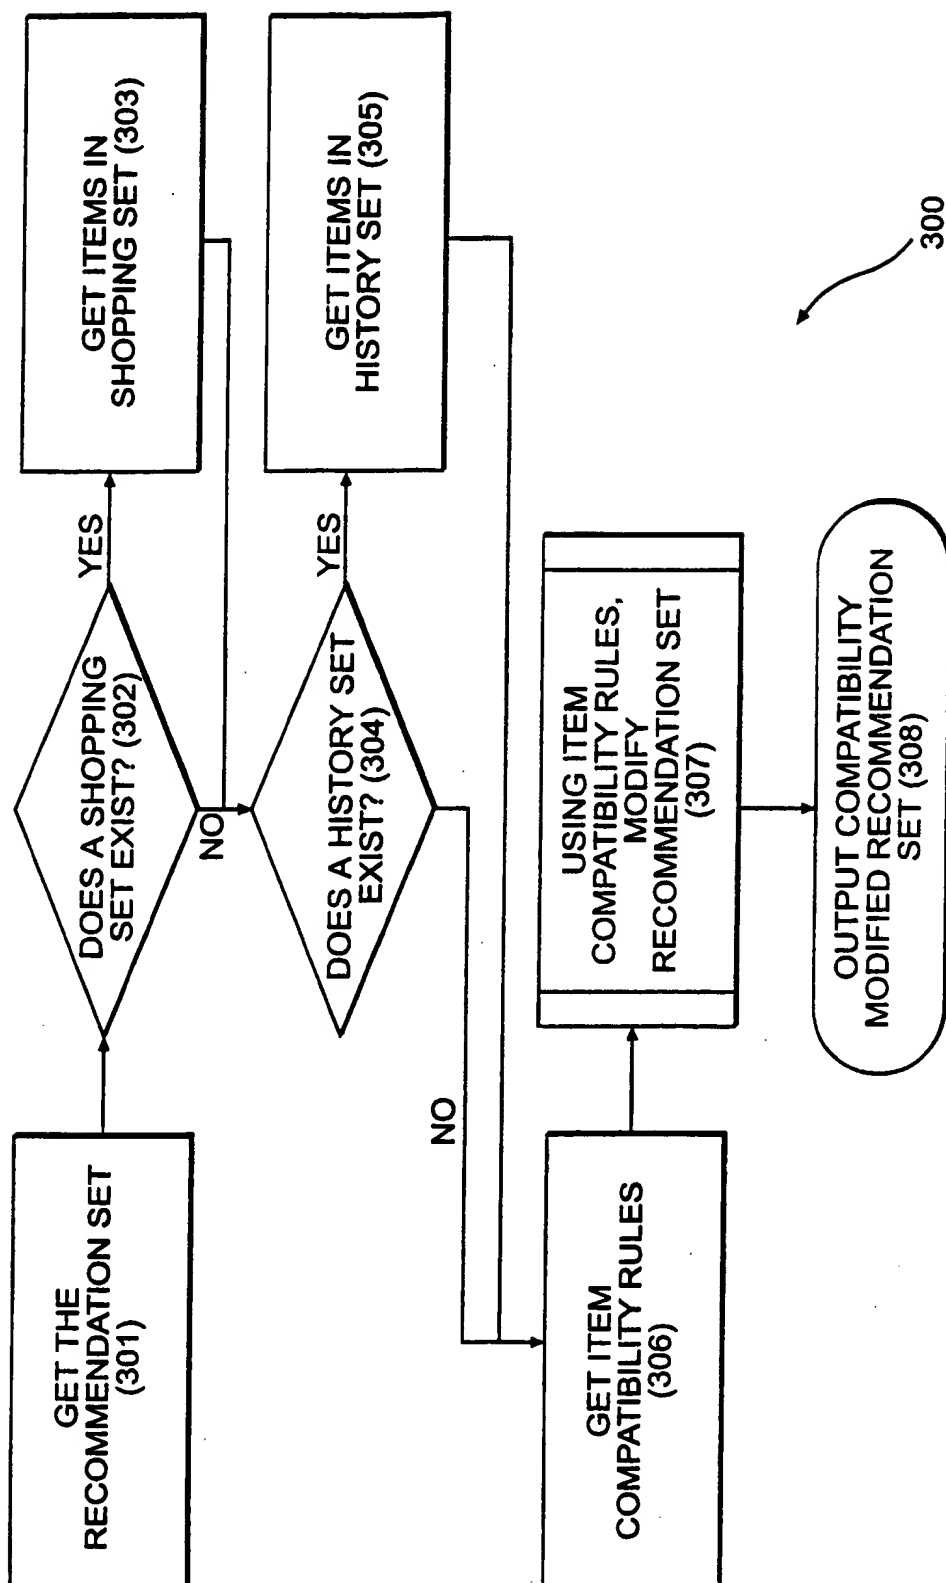 GET THE
RECOMMENDATION SET
(301)
DOES A SHOPPING
SET EXIST? (302)
YES
GET ITEMS IN
SHOPPING SET (303)
NO
DOES A HISTORY SET
EXIST? (304)
YES
GET ITEMS IN
HISTORY SET (305)
NO
GET ITEM
COMPATIBILITY RULES
(306)
USING ITEM
COMPATIBILITY RULES,
MODIFY
RECOMMENDATION SET
(307)
OUTPUT COMPATIBILITY
MODIFIED RECOMMENDATION
SET (308)
300